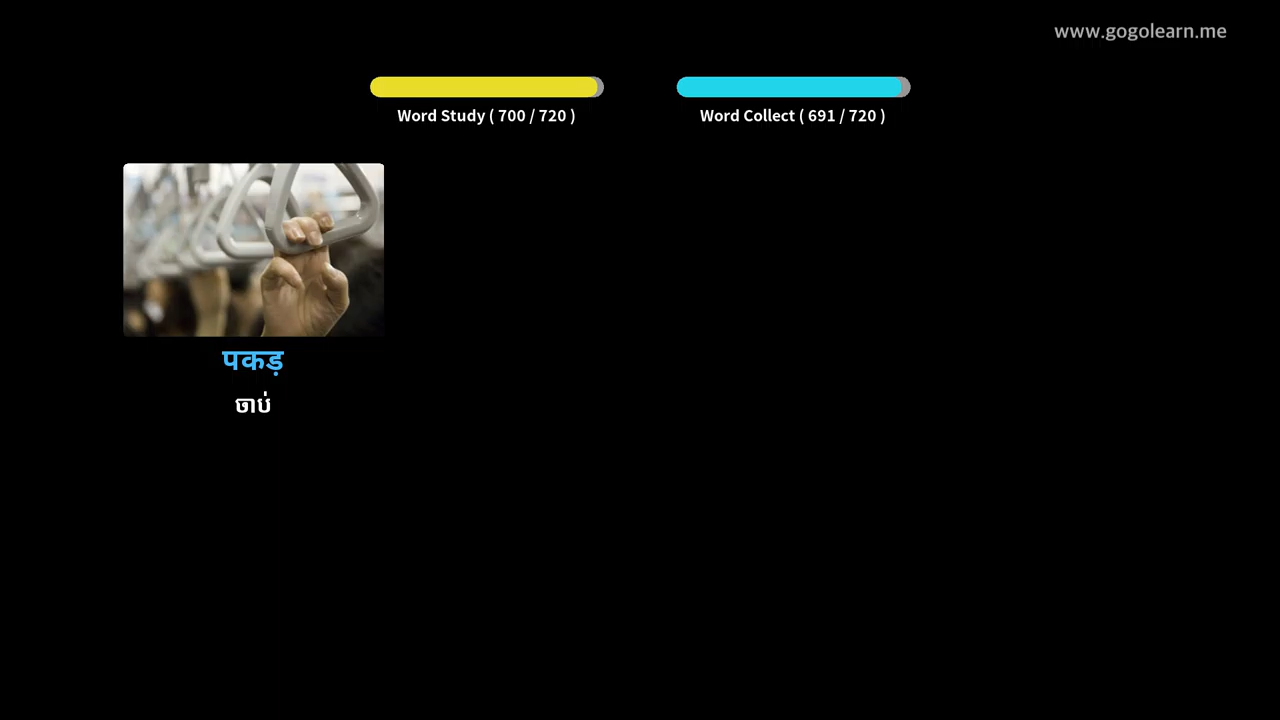 www.gogolearn.me
Word Study ( 700 / 720 )
Word Collect ( 691 / 720 )
पकड़
ចាប់